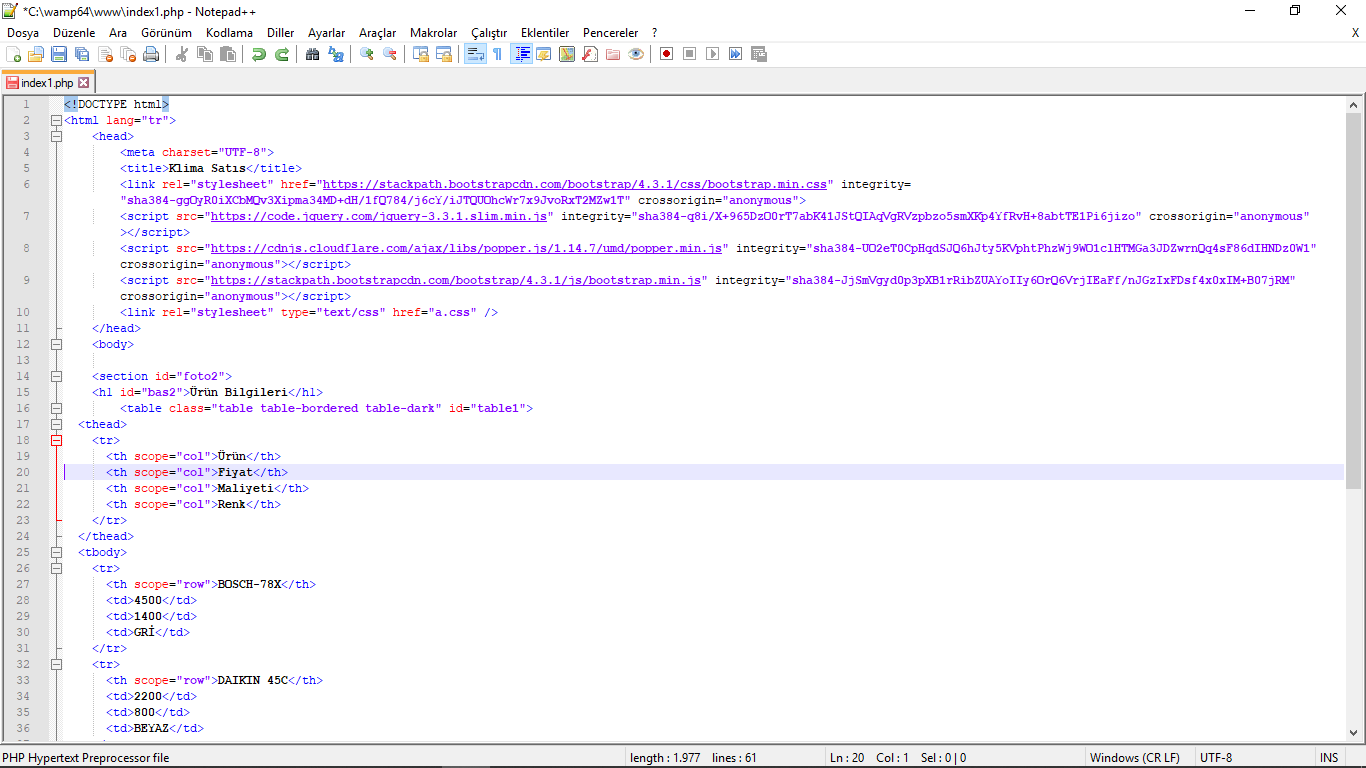 *C:\wamp64\www\index1.php - Notepad++
Dosya Düzenle Ara Görünüm Kodlama Diller Ayarlar Araçlar Makrolar Çalıştır Eklentiler Pencereler ? X
index1.php
1 <!DOCTYPE html>
2 <html lang="tr">
3 <head>
4 <meta charset="UTF-8">
5 <title>Klima Satıs</title>
6 <link rel="stylesheet" href="https://stackpath.bootstrapcdn.com/bootstrap/4.3.1/css/bootstrap.min.css" integrity=
"sha384-ggOyR0iXCbMQv3Xipma34MD+dH/1fQ784/j6cY/iJTQUOhcWr7x9JvoRxT2MZw1T" crossorigin="anonymous">
7 <script src="https://code.jquery.com/jquery-3.3.1.slim.min.js" integrity="sha384-q8i/X+965DzO0rT7abK41JStQIAqVgRVzpbzo5smXKp4YfRvH+8abtTE1Pi6jizo" crossorigin="anonymous"
></script>
8 <script src="https://cdnjs.cloudflare.com/ajax/libs/popper.js/1.14.7/umd/popper.min.js" integrity="sha384-UO2eT0CpHqdSJQ6hJty5KVphtPhzWj9WO1clHTMGa3JDZwrnQq4sF86dIHNDz0W1"
crossorigin="anonymous"></script>
9 <script src="https://stackpath.bootstrapcdn.com/bootstrap/4.3.1/js/bootstrap.min.js" integrity="sha384-JjSmVgyd0p3pXB1rRibZUAYoIIy6OrQ6VrjIEaFf/nJGzIxFDsf4x0xIM+B07jRM"
crossorigin="anonymous"></script>
10 <link rel="stylesheet" type="text/css" href="a.css" />
11 </head>
12 <body>
13
14 <section id="foto2">
15 <h1 id="bas2">Ürün Bilgileri</h1>
16 <table class="table table-bordered table-dark" id="table1">
17 <thead>
18 <tr>
19 <th scope="col">Ürün</th>
20 <th scope="col">Fiyat</th>
21 <th scope="col">Maliyeti</th>
22 <th scope="col">Renk</th>
23 </tr>
24 </thead>
25 <tbody>
26 <tr>
27 <th scope="row">BOSCH-78X</th>
28 <td>4500</td>
29 <td>1400</td>
30 <td>GRİ</td>
31 </tr>
32 <tr>
33 <th scope="row">DAIKIN 45C</th>
34 <td>2200</td>
35 <td>800</td>
36 <td>BEYAZ</td>
PHP Hypertext Preprocessor file length : 1.977 lines : 61 Ln : 20 Col : 1 Sel : 0 | 0 Windows (CR LF) UTF-8 INS